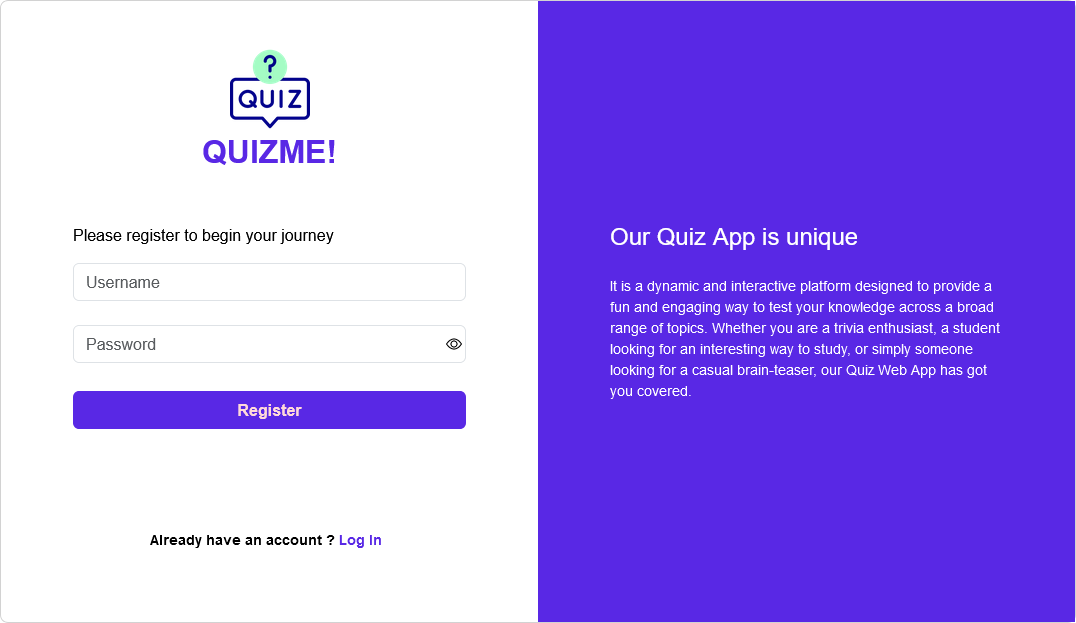 ?
QUIZ
QUIZME!
Please register to begin your journey
Username
Password
Register
Already have an account ? Log In
Our Quiz App is unique
It is a dynamic and interactive platform designed to provide a
fun and engaging way to test your knowledge across a broad
range of topics. Whether you are a trivia enthusiast, a student
looking for an interesting way to study, or simply someone
looking for a casual brain-teaser, our Quiz Web App has got
you covered.